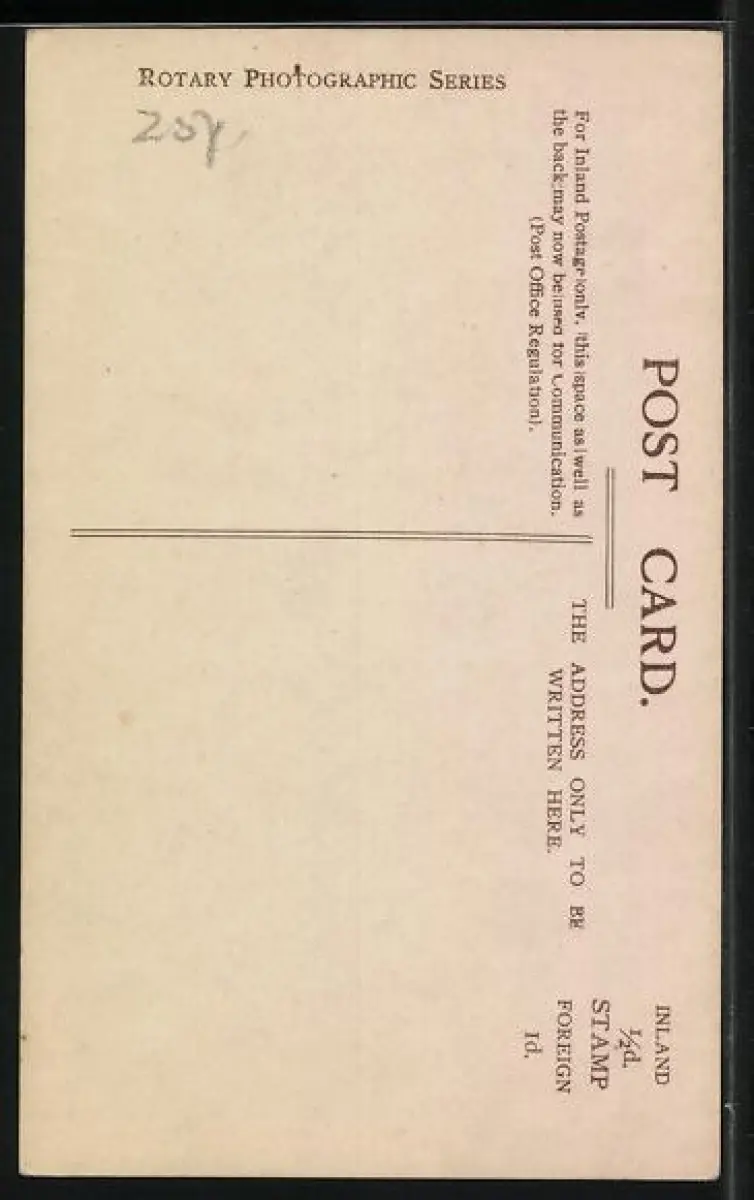 ROTARY PHOTOGRAPHIC SERIES
POST CARD.
For Inland Postage only, this space as well as
the back may now be used for Communication.
(Post Office Regulation).
THE ADDRESS ONLY TO BE
WRITTEN HERE.
INLAND
½d.
STAMP
FOREIGN
1d.